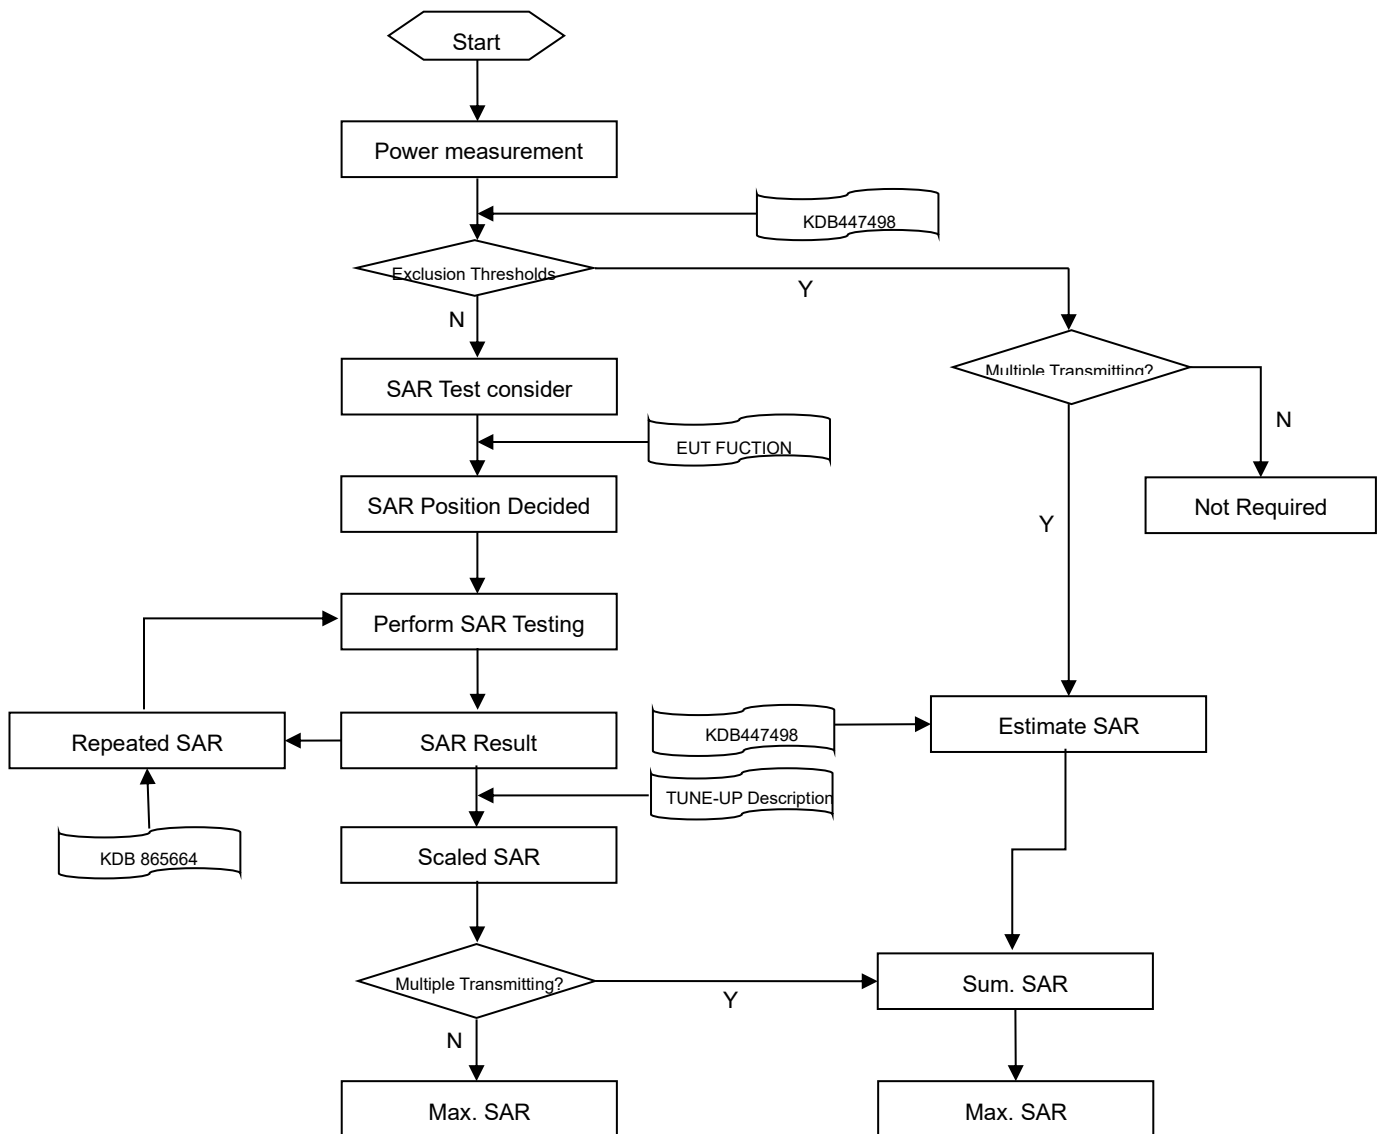 Start
Power measurement
KDB447498
Exclusion Thresholds
Y
N
Multiple Transmitting?
SAR Test consider
N
EUT FUCTION
SAR Position Decided
Not Required
Y
Perform SAR Testing
Repeated SAR
SAR Result
KDB447498
Estimate SAR
TUNE-UP Description
KDB 865664
Scaled SAR
Multiple Transmitting?
Y
Sum. SAR
N
Max. SAR
Max. SAR